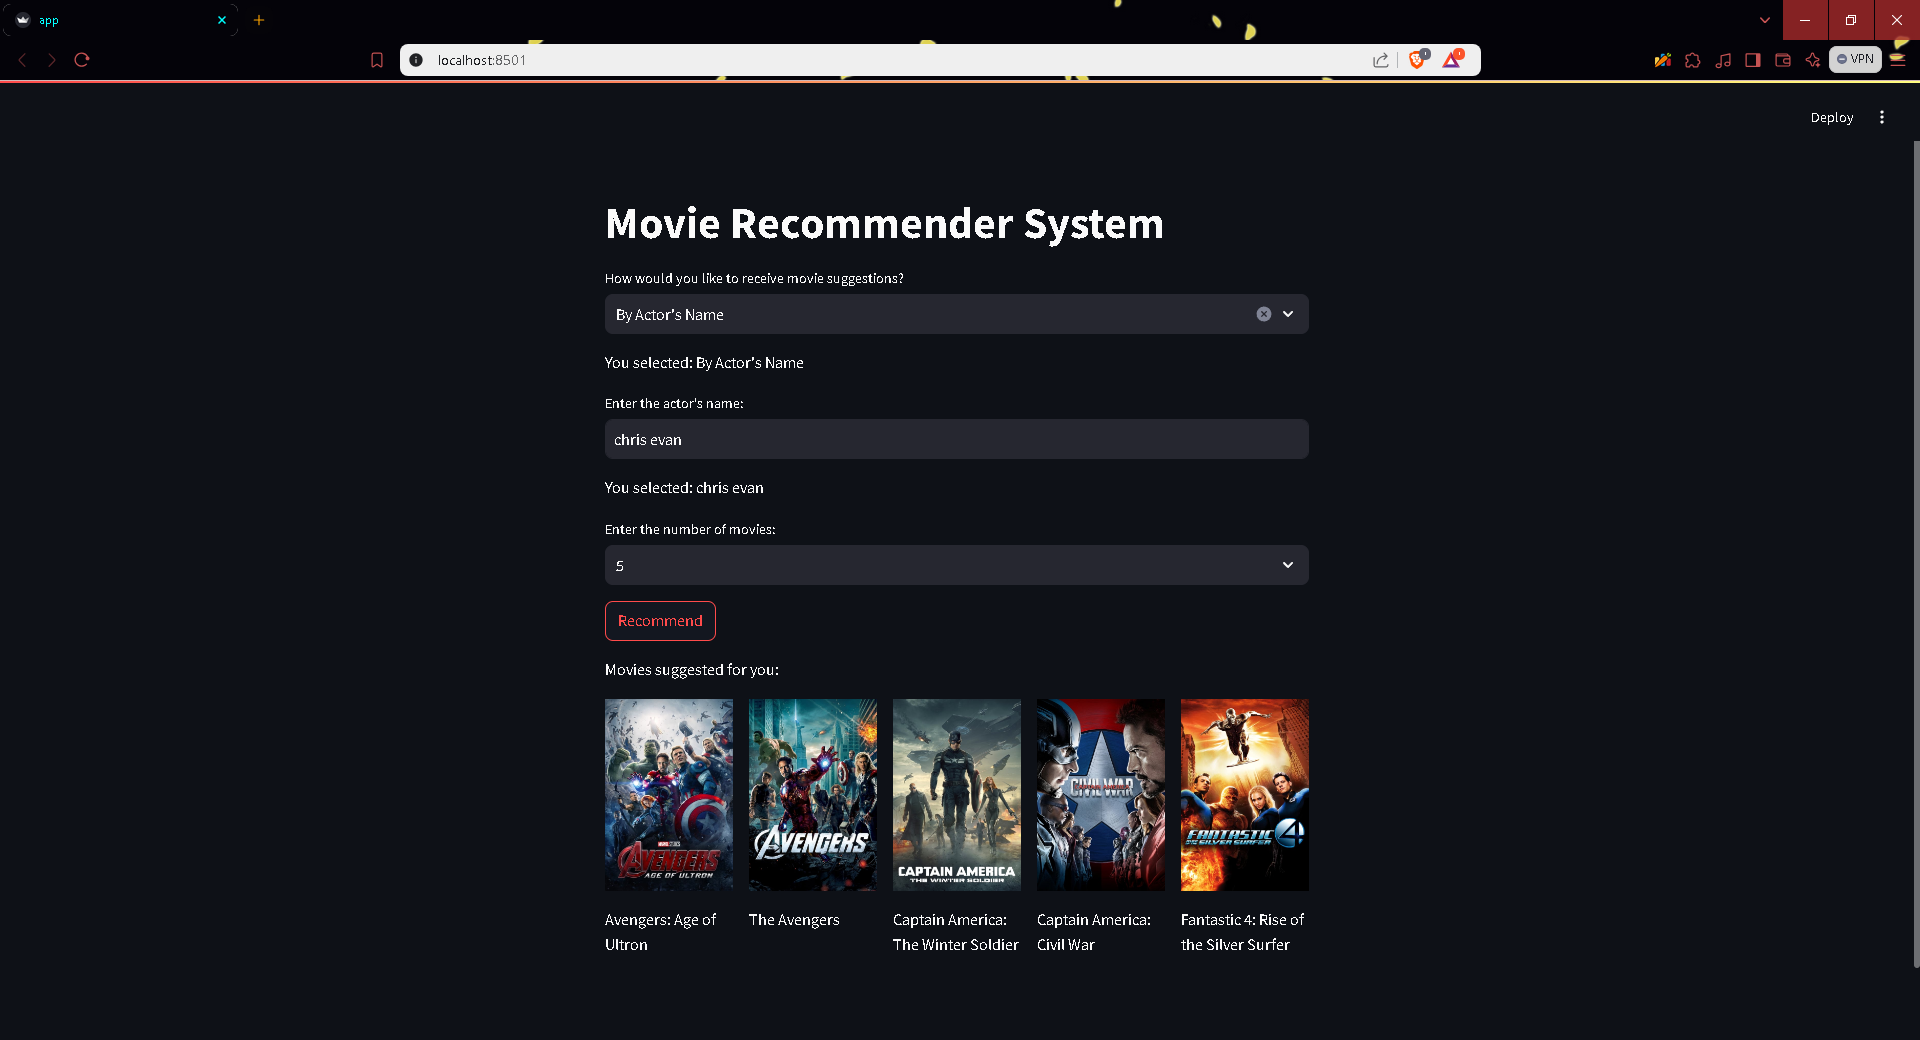 app
localhost:8501
VPN
Deploy
Movie Recommender System
How would you like to receive movie suggestions?
By Actor's Name
You selected: By Actor's Name
Enter the actor's name:
chris evan
You selected: chris evan
Enter the number of movies:
5
Recommend
Movies suggested for you:
AVENGERS
AGE OF ULTRON
AVENGERS
CAPTAIN AMERICA
THE WINTER SOLDIER
CIVIL WAR
CAPTAIN AMERICA
FANTASTIC 4
RISE OF THE SILVER SURFER
Avengers: Age of
Ultron
The Avengers
Captain America:
The Winter Soldier
Captain America:
Civil War
Fantastic 4: Rise of
the Silver Surfer